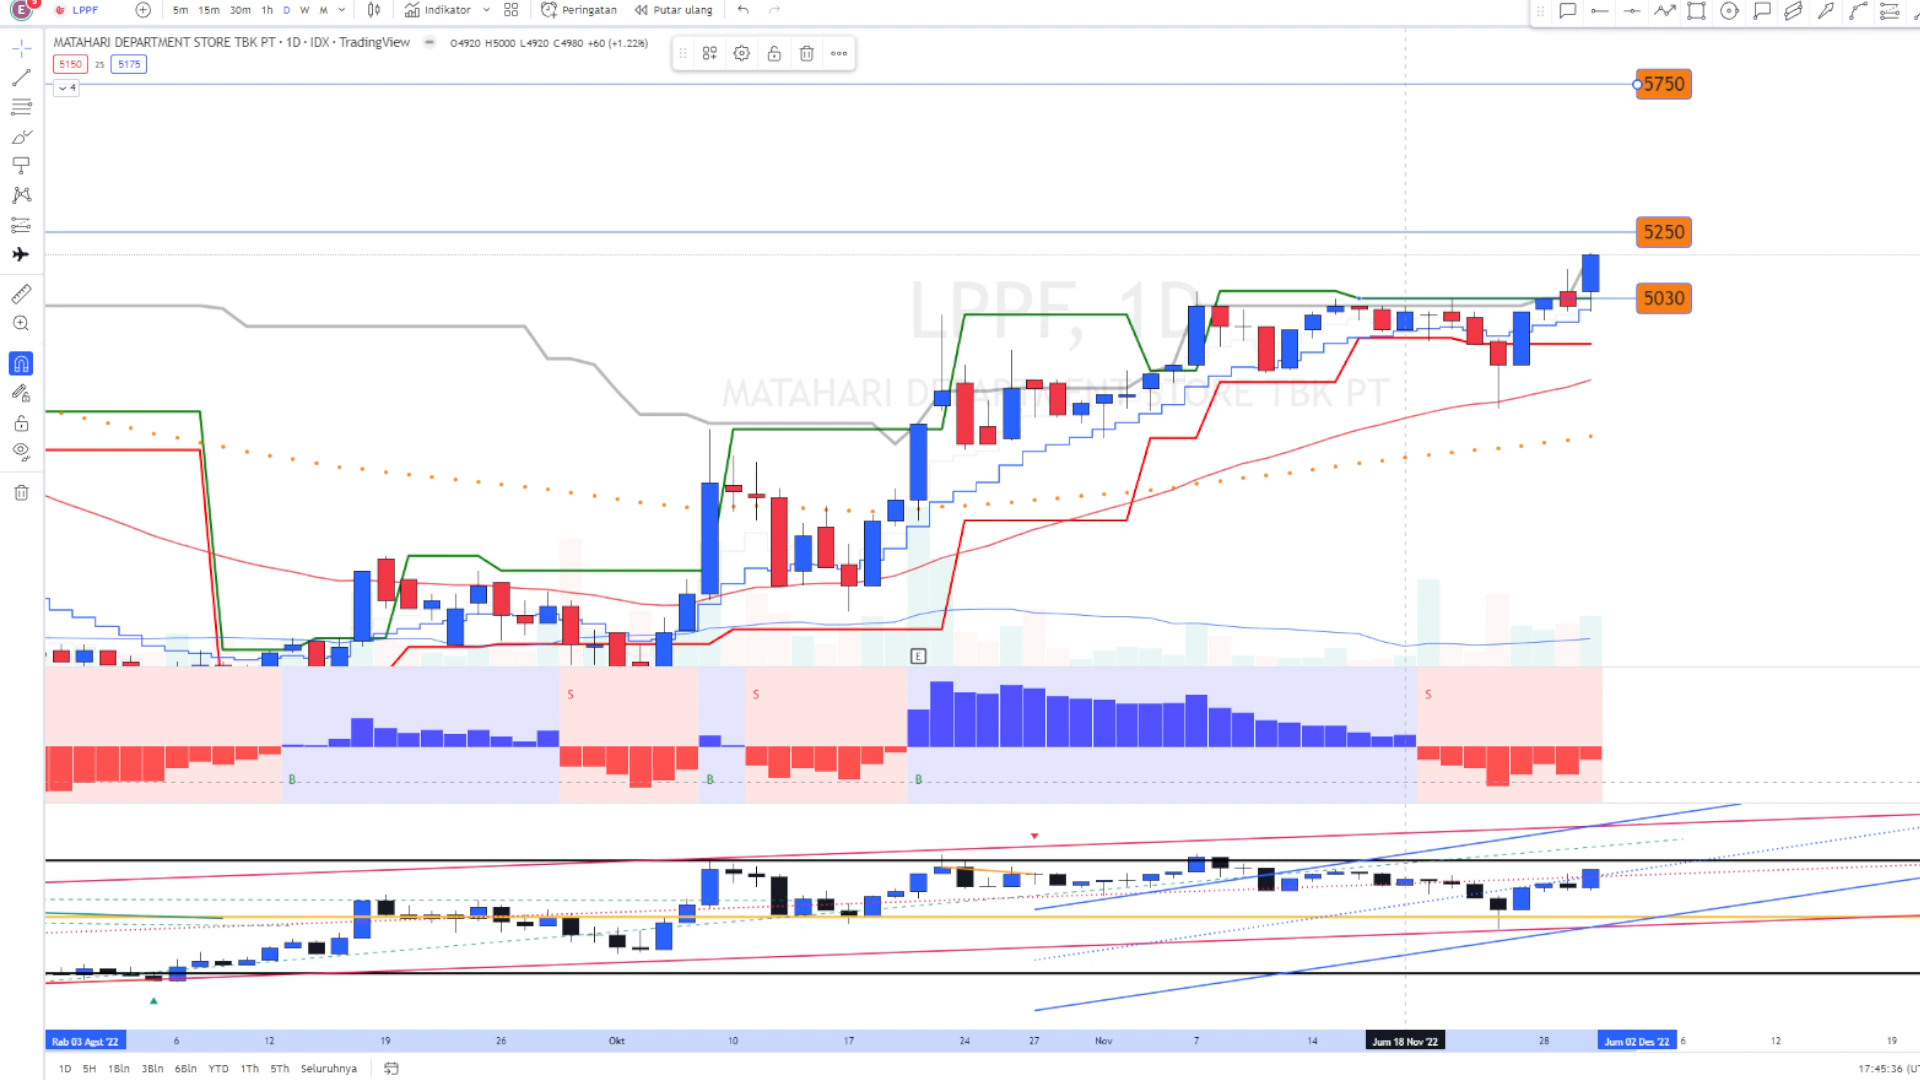 E 5 LPPF 5m 15m 30m 1h D W M Indikator Peringatan Putar ulang
MATAHARI DEPARTMENT STORE TBK PT · 1D · IDX · TradingView O4920 H5000 L4920 C4980 +60 (+1.22%)
5150 25 5175
4
5750
5250
5030
LPPF, 1D
MATAHARI DEPARTMENT STORE TBK PT
E
S S S
B B B
Rab 03 Agst '22 6 12 19 26 Okt 10 17 24 27 Nov 7 14 Jum 18 Nov '22 28 Jum 02 Des '22 6 12 19
1D 5H 1Bln 3Bln 6Bln YTD 1Th 5Th Seluruhnya 17:45:36